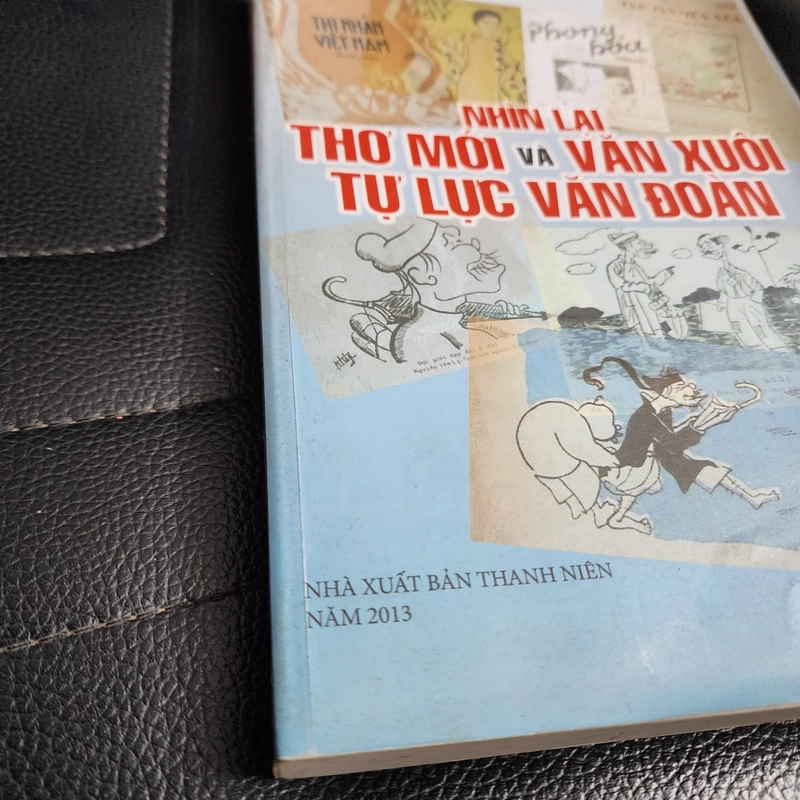 THI NHÂN
VIỆT NAM
Phong
hóa
NHÌN LẠI
THƠ MỚI VÀ VĂN XUÔI
TỰ LỰC VĂN ĐOÀN
NHÀ XUẤT BẢN THANH NIÊN
NĂM 2013